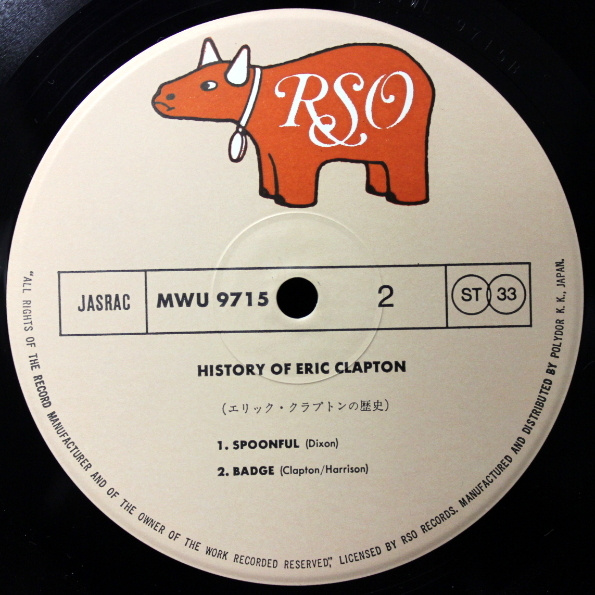 RSO
JASRAC
MWU 9715
2
ST 33
HISTORY OF ERIC CLAPTON
(エリック・クラプトンの歴史)
1. SPOONFUL (Dixon)
2. BADGE (Clapton/Harrison)
"ALL RIGHTS OF THE RECORD MANUFACTURER AND OF THE OWNER OF THE WORK RECORDED RESERVED," LICENSED BY RSO RECORDS. MANUFACTURED AND DISTRIBUTED BY POLYDOR K. K., JAPAN.